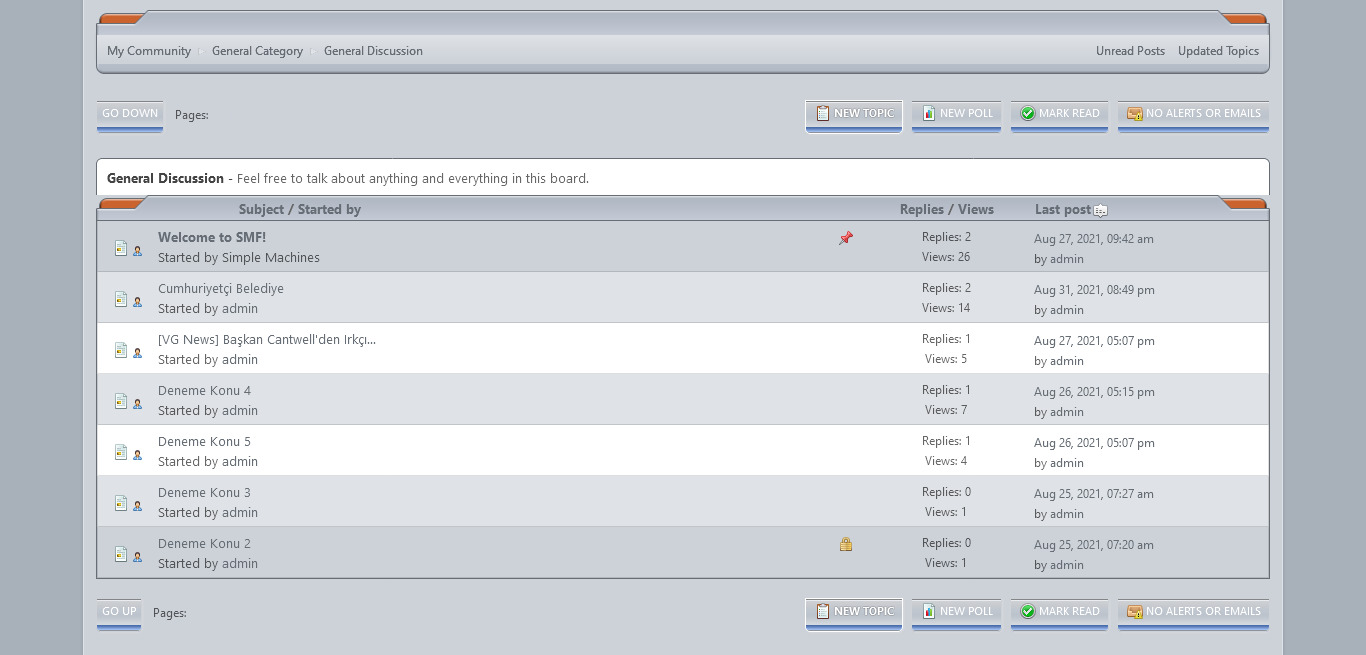 My Community General Category General Discussion Unread Posts Updated Topics
GO DOWN Pages: NEW TOPIC NEW POLL MARK READ NO ALERTS OR EMAILS
General Discussion - Feel free to talk about anything and everything in this board.
Subject / Started by Replies / Views Last post
Welcome to SMF! Replies: 2 Aug 27, 2021, 09:42 am
Started by Simple Machines Views: 26 by admin
Cumhuriyetçi Belediye Replies: 2 Aug 31, 2021, 08:49 pm
Started by admin Views: 14 by admin
[VG News] Başkan Cantwell'den Irkçı... Replies: 1 Aug 27, 2021, 05:07 pm
Started by admin Views: 5 by admin
Deneme Konu 4 Replies: 1 Aug 26, 2021, 05:15 pm
Started by admin Views: 7 by admin
Deneme Konu 5 Replies: 1 Aug 26, 2021, 05:07 pm
Started by admin Views: 4 by admin
Deneme Konu 3 Replies: 0 Aug 25, 2021, 07:27 am
Started by admin Views: 1 by admin
Deneme Konu 2 Replies: 0 Aug 25, 2021, 07:20 am
Started by admin Views: 1 by admin
GO UP Pages: NEW TOPIC NEW POLL MARK READ NO ALERTS OR EMAILS